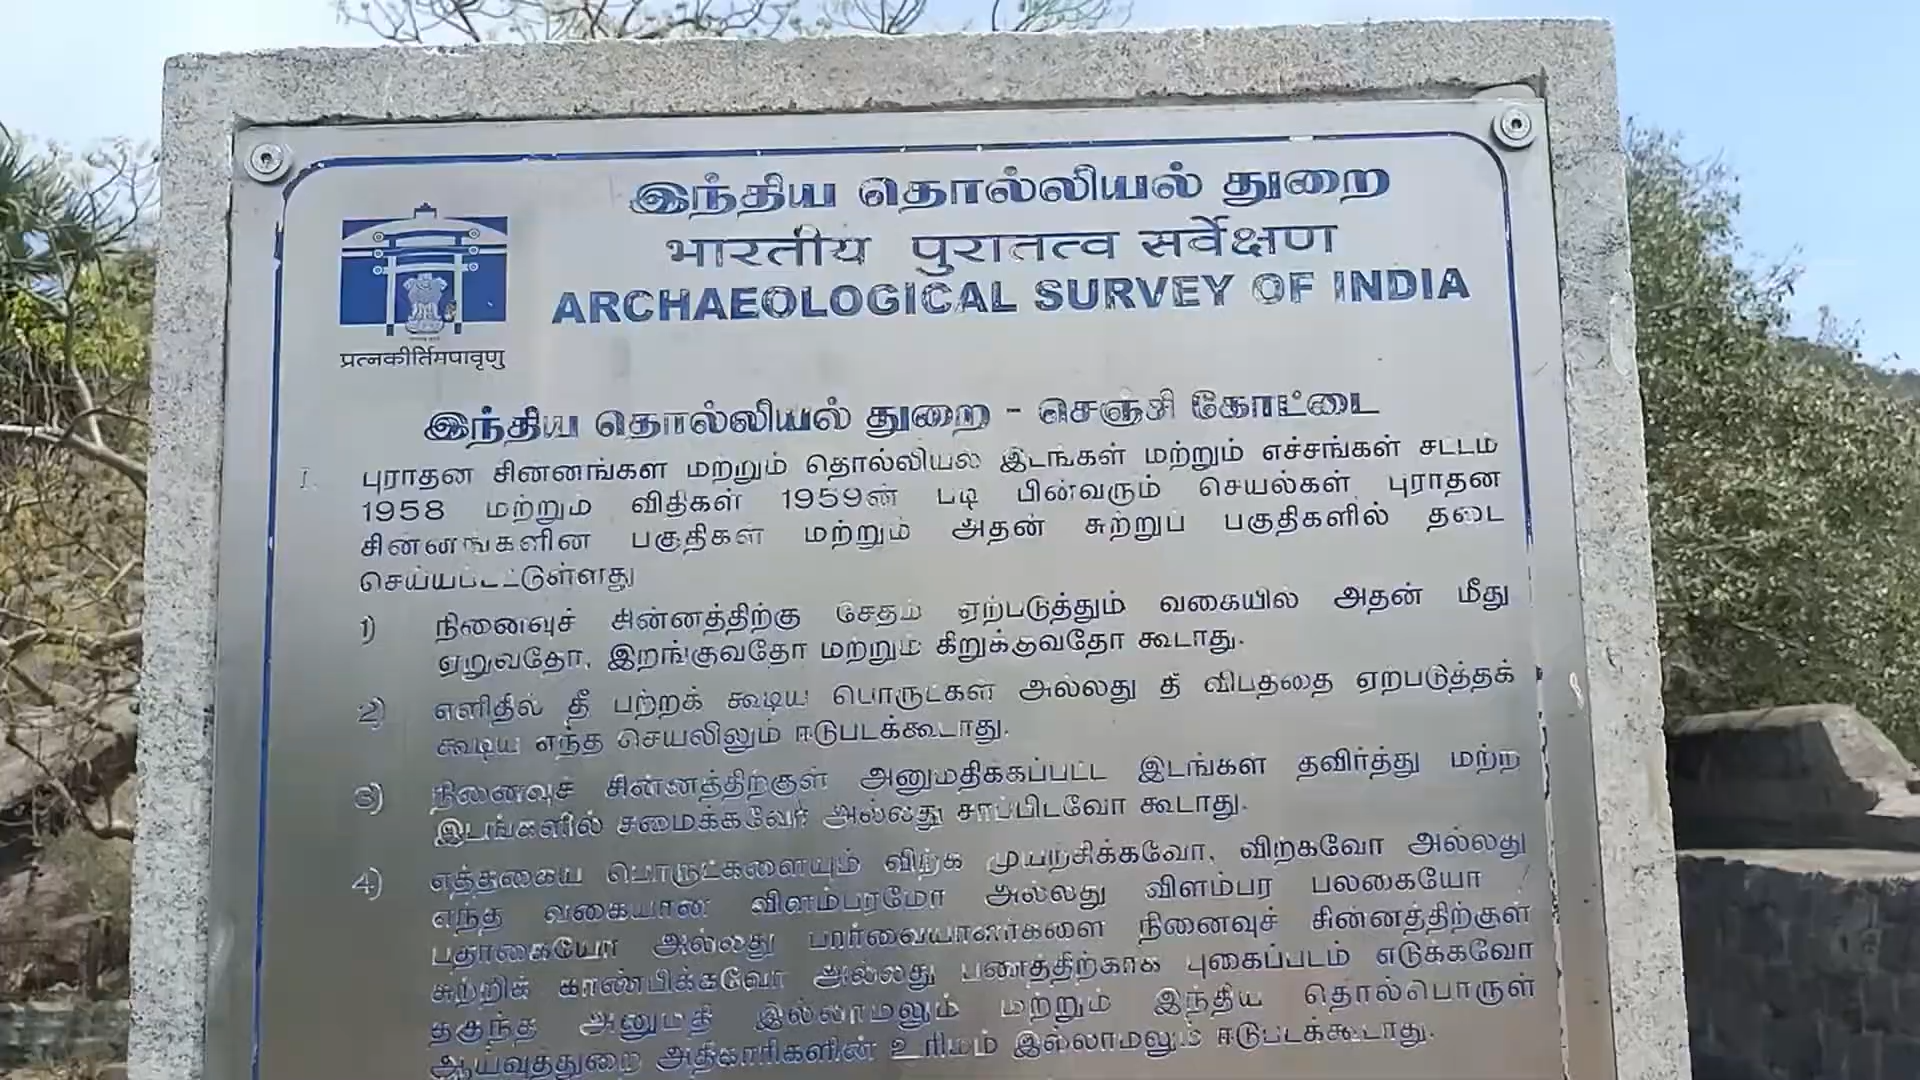 இந்திய தொல்லியல் துறை
भारतीय पुरातत्व सर्वेक्षण
ARCHAEOLOGICAL SURVEY OF INDIA
प्रत्नकीर्तिमपावृणु
இந்திய தொல்லியல் துறை - செஞ்சி கோட்டை
1. புராதன சின்னங்கள் மற்றும் தொல்லியல் இடங்கள் மற்றும் எச்சங்கள் சட்டம்
1958 மற்றும் விதிகள் 1959ன் படி பின்வரும் செயல்கள் புராதன
சின்னங்களின் பகுதிகள் மற்றும் அதன் சுற்றுப் பகுதிகளில் தடை
செய்யப்பட்டுள்ளது
1) நினைவுச் சின்னத்திற்கு சேதம் ஏற்படுத்தும் வகையில் அதன் மீது
ஏறுவதோ, இறங்குவதோ மற்றும் கிறுக்குவதோ கூடாது.
2) எளிதில் தீ பற்றக் கூடிய பொருட்கள் அல்லது தீ விபத்தை ஏற்படுத்தக்
கூடிய எந்த செயலிலும் ஈடுபடக்கூடாது.
3) நினைவுச் சின்னத்திற்குள் அனுமதிக்கப்பட்ட இடங்கள் தவிர்த்து மற்ற
இடங்களில் சமைக்கவோ அல்லது சாப்பிடவோ கூடாது.
4) எத்தகைய பொருட்களையும் விற்க முயற்சிக்கவோ, விற்கவோ அல்லது
எந்த வகையான விளம்பரமோ அல்லது விளம்பர பலகையோ
பதாகையோ அல்லது பார்வையாளர்களை நினைவுச் சின்னத்திற்குள்
சுற்றிக் காண்பிக்கவோ அல்லது பணத்திற்காக புகைப்படம் எடுக்கவோ
தகுந்த அனுமதி இல்லாமலும் மற்றும் இந்திய தொல்பொருள்
ஆய்வுத்துறை அதிகாரிகளின் உரிமம் இல்லாமலும் ஈடுபடக்கூடாது.